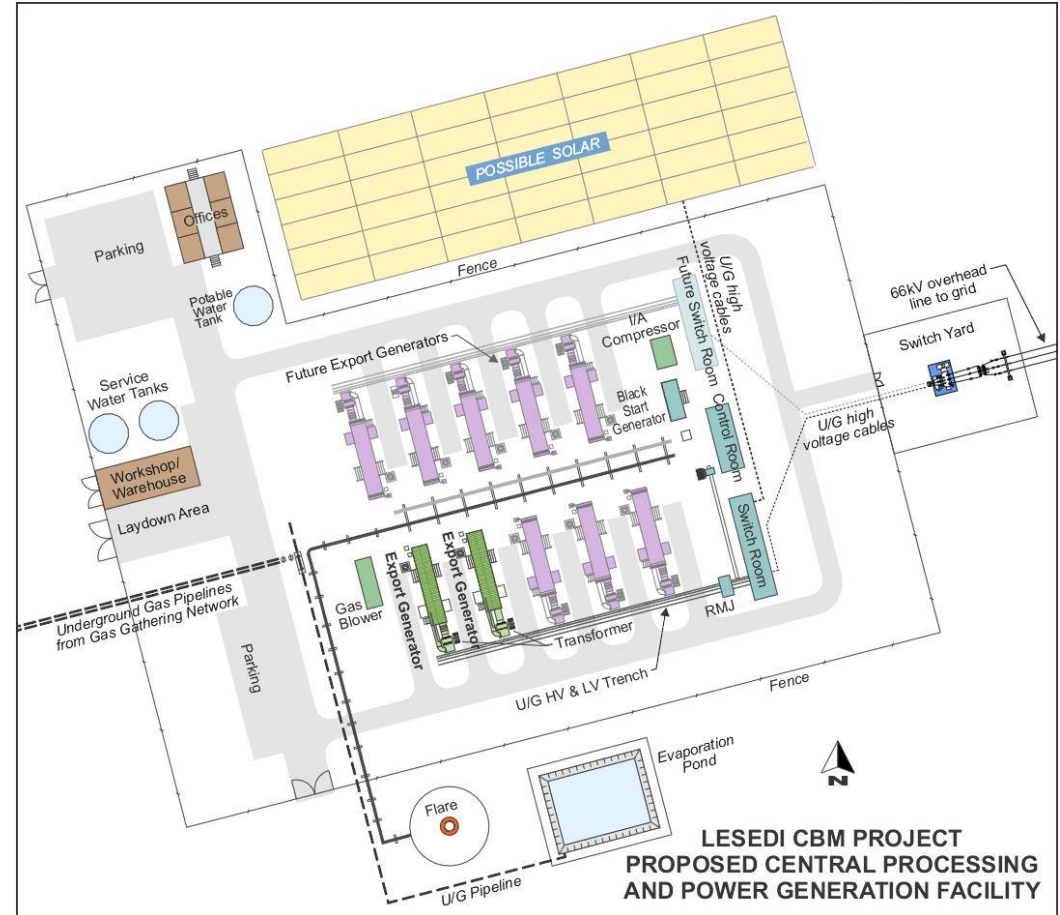 POSSIBLE SOLAR
Offices
Parking
Fence
U/G high
voltage cables
66kV overhead
line to grid
Potable
Water
Tank
Future Switch Room
I/A
Compressor
Switch Yard
Future Export Generators
Service
Water Tanks
Black
Start
Generator
Control Room
U/G high
voltage cables
Workshop/
Warehouse
Laydown Area
Switch Room
Export Generator
Export Generator
Gas
Blower
RMJ
Underground Gas Pipelines
from Gas Gathering Network
Transformer
Parking
U/G HV & LV Trench
Fence
Evaporation
Pond
Flare
N
U/G Pipeline
LESEDI CBM PROJECT
PROPOSED CENTRAL PROCESSING
AND POWER GENERATION FACILITY